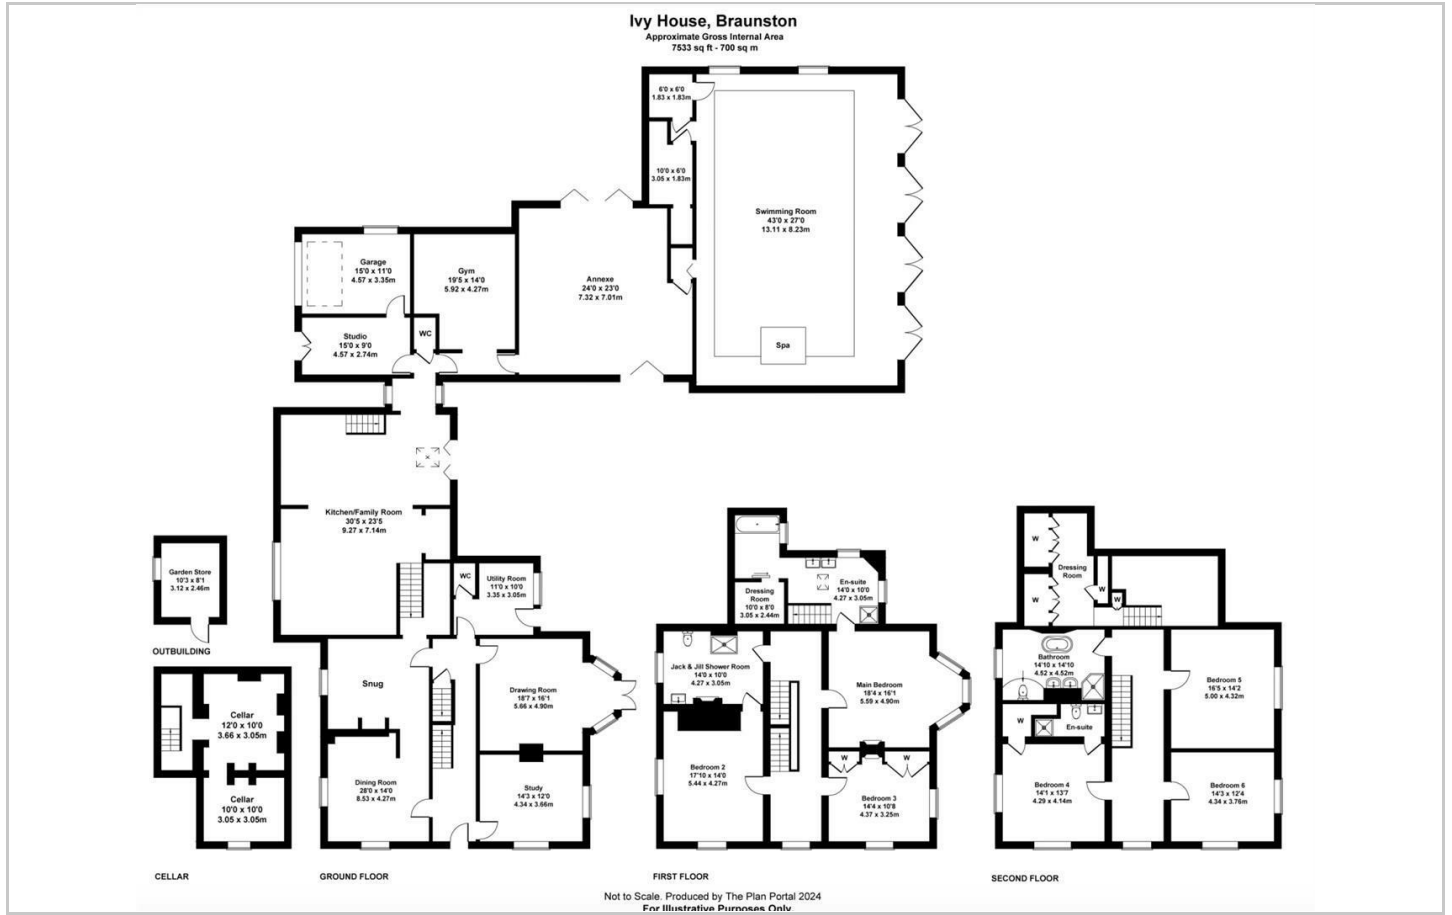 Ivy House, Braunston
Approximate Gross Internal Area
7533 sq ft - 700 sq m
6'0 x 6'0
1.83 x 1.83m
10'0 x 6'0
3.05 x 1.83m
Swimming Room
43'0 x 27'0
13.11 x 8.23m
Spa
Garage
15'0 x 11'0
4.57 x 3.35m
Gym
19'5 x 14'0
5.92 x 4.27m
Annexe
24'0 x 23'0
7.32 x 7.01m
Studio
15'0 x 9'0
4.57 x 2.74m
WC
Kitchen/Family Room
30'5 x 23'5
9.27 x 7.14m
Garden Store
10'3 x 8'1
3.12 x 2.46m
OUTBUILDING
WC
Utility Room
11'0 x 10'0
3.35 x 3.05m
Snug
Drawing Room
18'7 x 16'1
5.66 x 4.90m
Dining Room
28'0 x 14'0
8.53 x 4.27m
Study
14'3 x 12'0
4.34 x 3.66m
Cellar
12'0 x 10'0
3.66 x 3.05m
Cellar
10'0 x 10'0
3.05 x 3.05m
CELLAR
GROUND FLOOR
En-suite
14'0 x 10'0
4.27 x 3.05m
Dressing
Room
10'0 x 8'0
3.05 x 2.44m
Jack & Jill Shower Room
14'0 x 10'0
4.27 x 3.05m
Main Bedroom
18'4 x 16'1
5.59 x 4.90m
Bedroom 2
17'10 x 14'0
5.44 x 4.27m
W
W
Bedroom 3
14'4 x 10'8
4.37 x 3.25m
FIRST FLOOR
W
Dressing
Room
W
W
W
Bathroom
14'10 x 14'10
4.52 x 4.52m
Bedroom 5
16'5 x 14'2
5.00 x 4.32m
W
En-suite
Bedroom 4
14'1 x 13'7
4.29 x 4.14m
Bedroom 6
14'3 x 12'4
4.34 x 3.76m
SECOND FLOOR
Not to Scale. Produced by The Plan Portal 2024
For Illustrative Purposes Only.